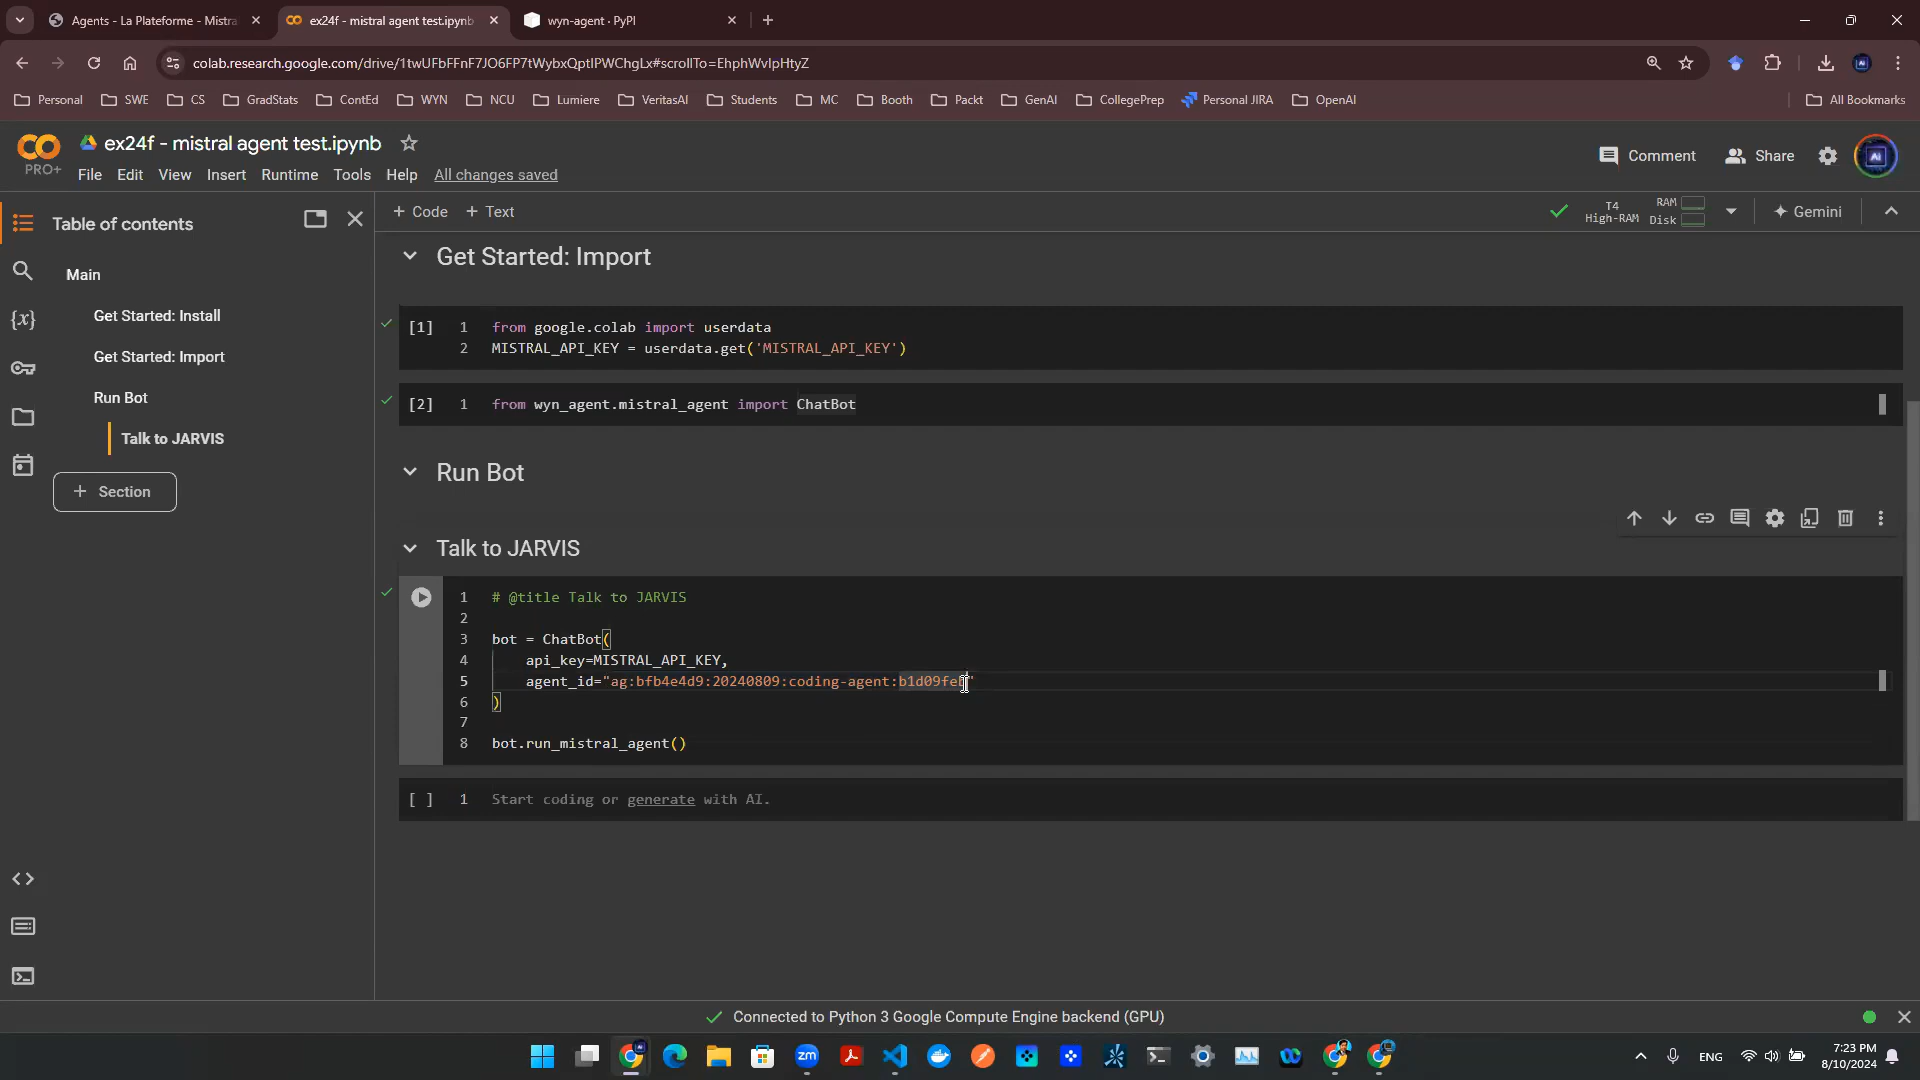 Agents - La Plateforme - Mistra
ex24f - mistral agent test.ipynb
wyn-agent · PyPI
colab.research.google.com/drive/1twUFbFFnF7JO6FP7tWybxQptIPWChgLx#scrollTo=EhphWvIpHtyZ
Personal
SWE
CS
GradStats
ContEd
WYN
NCU
Lumiere
VeritasAI
Students
MC
Booth
Packt
GenAI
CollegePrep
Personal JIRA
OpenAI
All Bookmarks
CO
PRO+
ex24f - mistral agent test.ipynb
File Edit View Insert Runtime Tools Help All changes saved
Comment
Share
Ai
Table of contents
Main
Get Started: Install
Get Started: Import
Run Bot
Talk to JARVIS
+ Section
+ Code + Text
T4
High-RAM
RAM
Disk
Gemini
Get Started: Import
[1] 1 from google.colab import userdata
2 MISTRAL_API_KEY = userdata.get('MISTRAL_API_KEY')
[2] 1 from wyn_agent.mistral_agent import ChatBot
Run Bot
Talk to JARVIS
1 # @title Talk to JARVIS
2
3 bot = ChatBot(
4 api_key=MISTRAL_API_KEY,
5
6 )
7
8 bot.run_mistral_agent()
[ ] 1 Start coding or generate with AI.
Connected to Python 3 Google Compute Engine backend (GPU)
zm
ENG
7:23 PM
8/10/2024